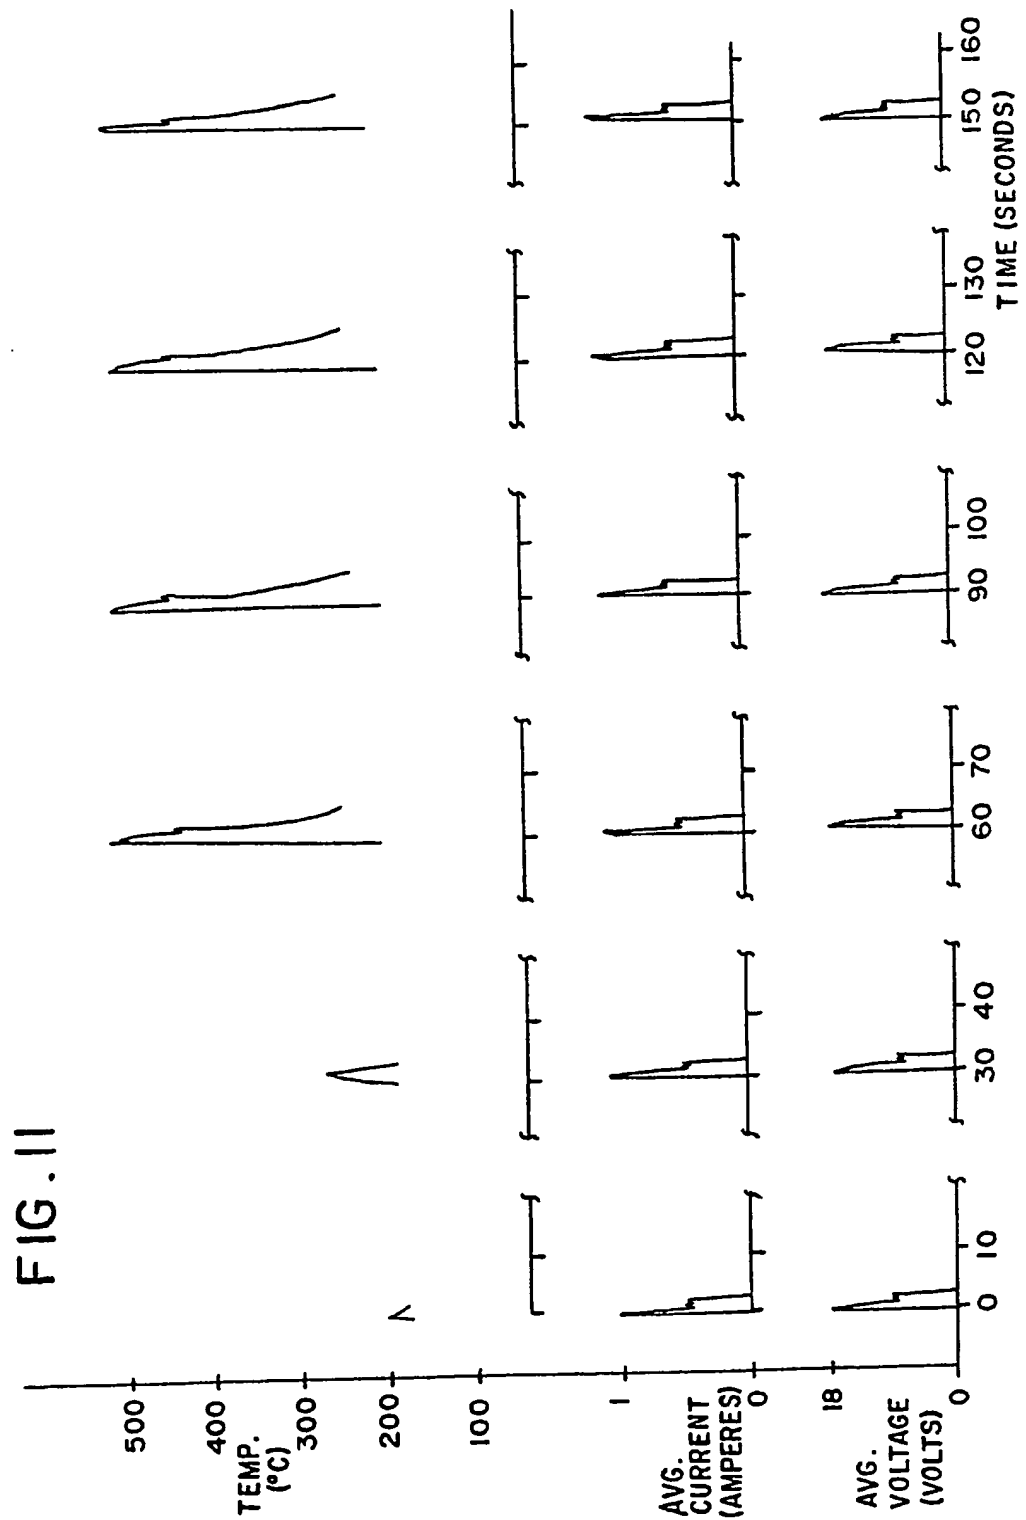 FIG. 11
500
400
TEMP.
(°C)
300
200
100
1
AVG.
CURRENT
(AMPERES)
0
18
AVG.
VOLTAGE
(VOLTS)
0
0 10 30 40 60 70 90 100 120 130 150 160
TIME (SECONDS)